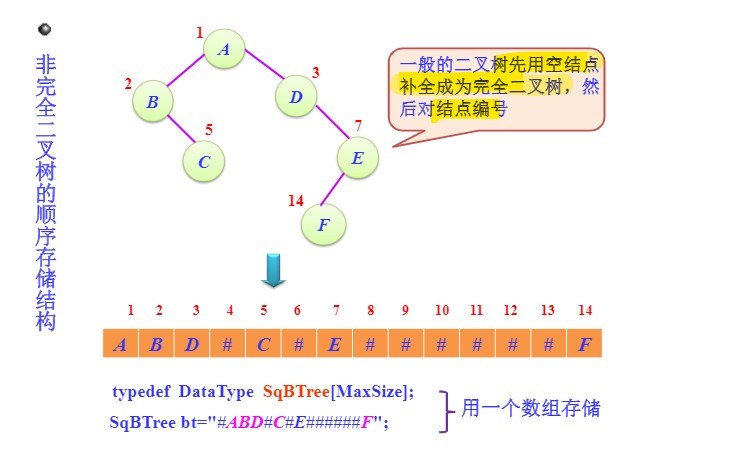 非完全二叉树的顺序存储结构
1
A
2
B
3
D
5
C
7
E
14
F
一般的二叉树先用空结点
补全成为完全二叉树，然
后对结点编号
1 2 3 4 5 6 7 8 9 10 11 12 13 14
A B D # C # E # # # # # # F
typedef DataType SqBTree[MaxSize];
SqBTree bt="#ABD#C#E######F";
用一个数组存储